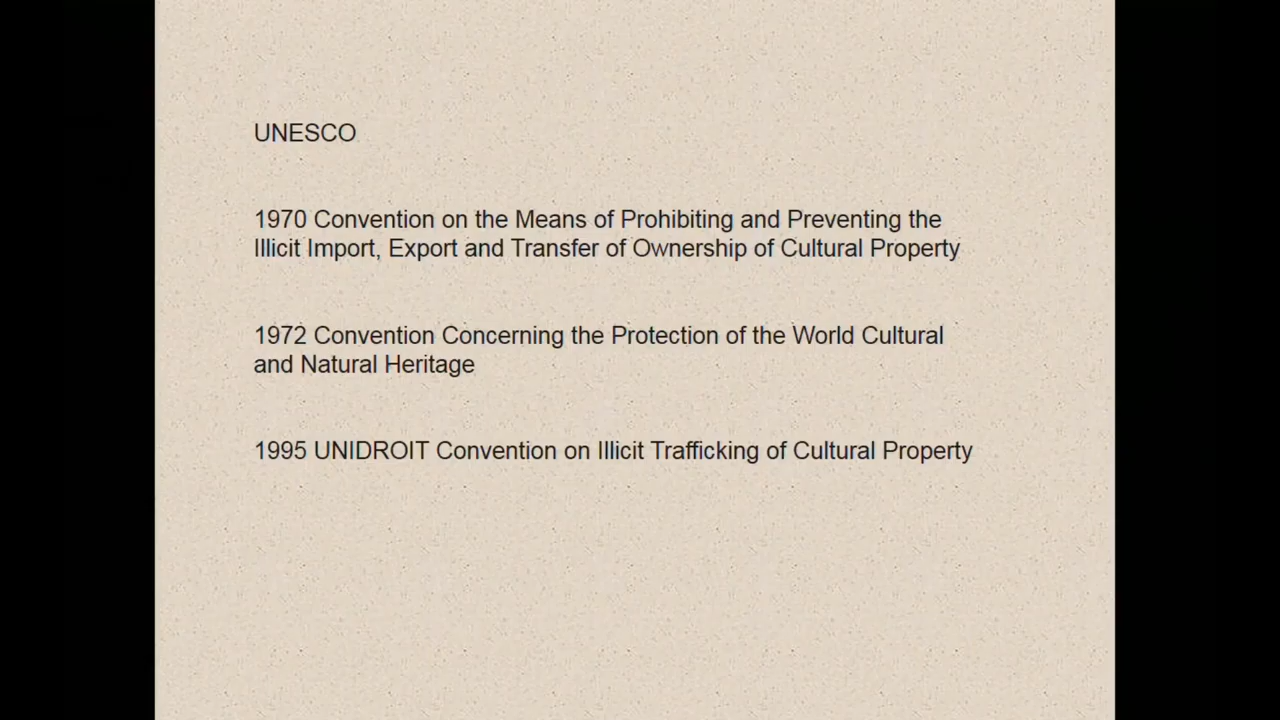 UNESCO
1970 Convention on the Means of Prohibiting and Preventing the
Illicit Import, Export and Transfer of Ownership of Cultural Property
1972 Convention Concerning the Protection of the World Cultural
and Natural Heritage
1995 UNIDROIT Convention on Illicit Trafficking of Cultural Property